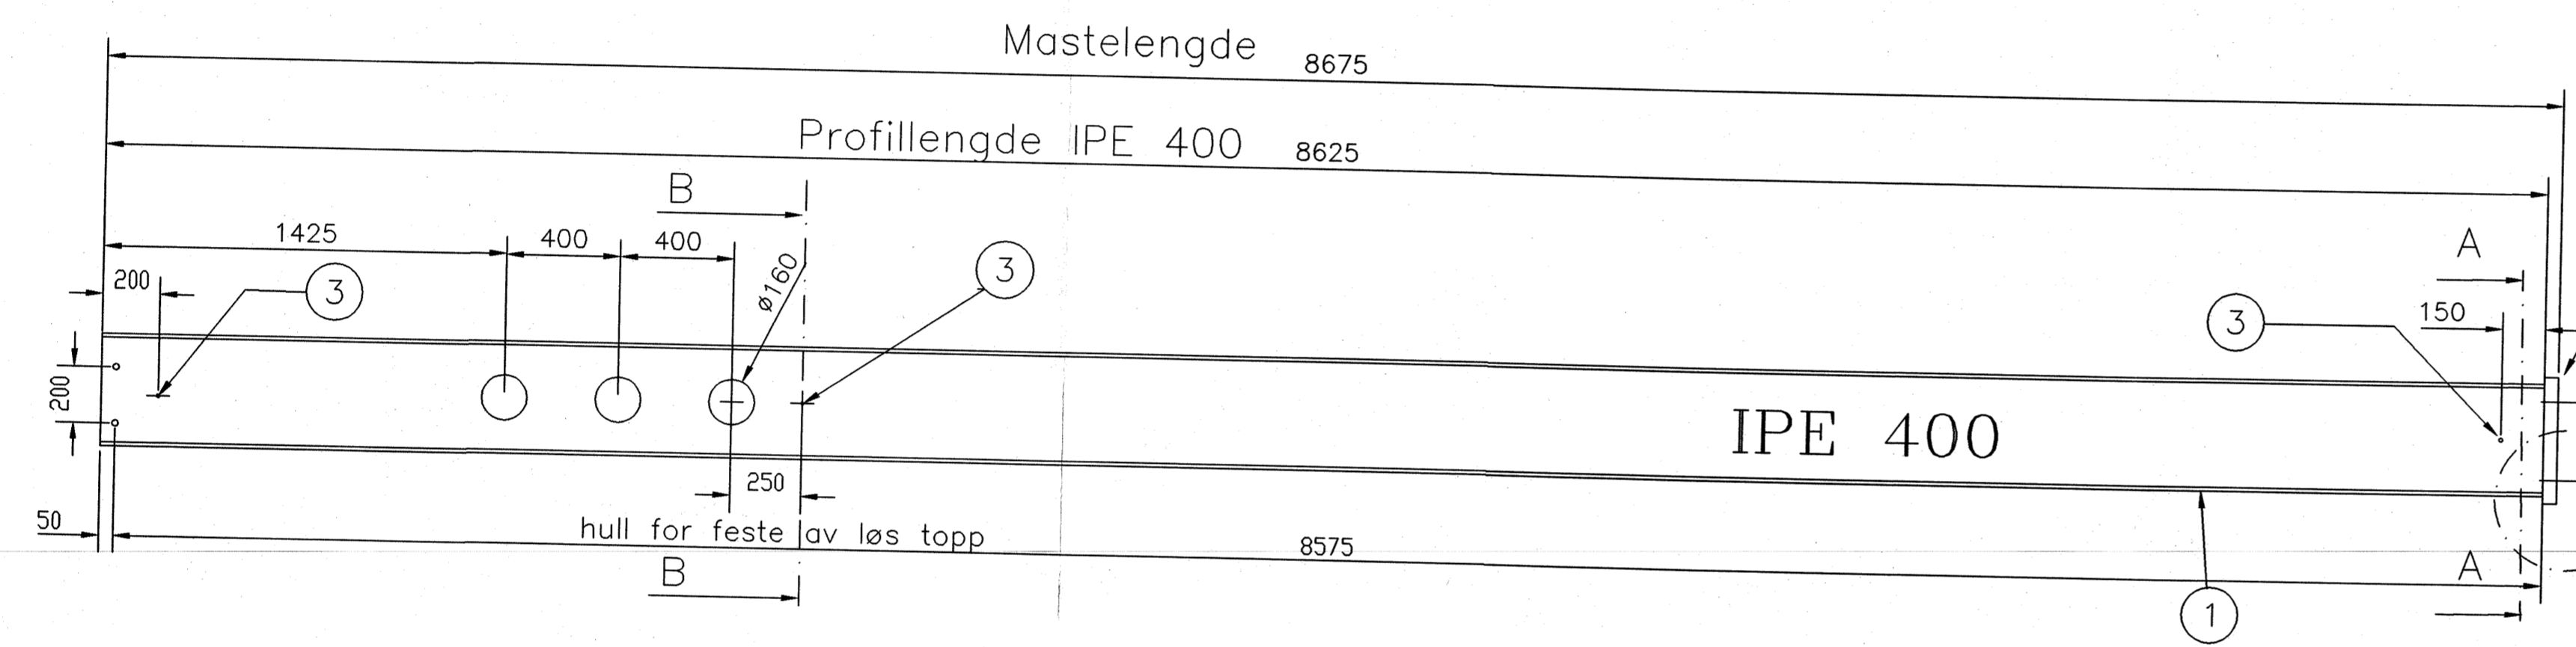 Mastelengde 8675
Profillengde IPE 400 8625
B
A
1425 400 400
200 3 ø160 3 3 150
200
IPE 400
250
50 hull for feste av løs topp 8575
B A
1